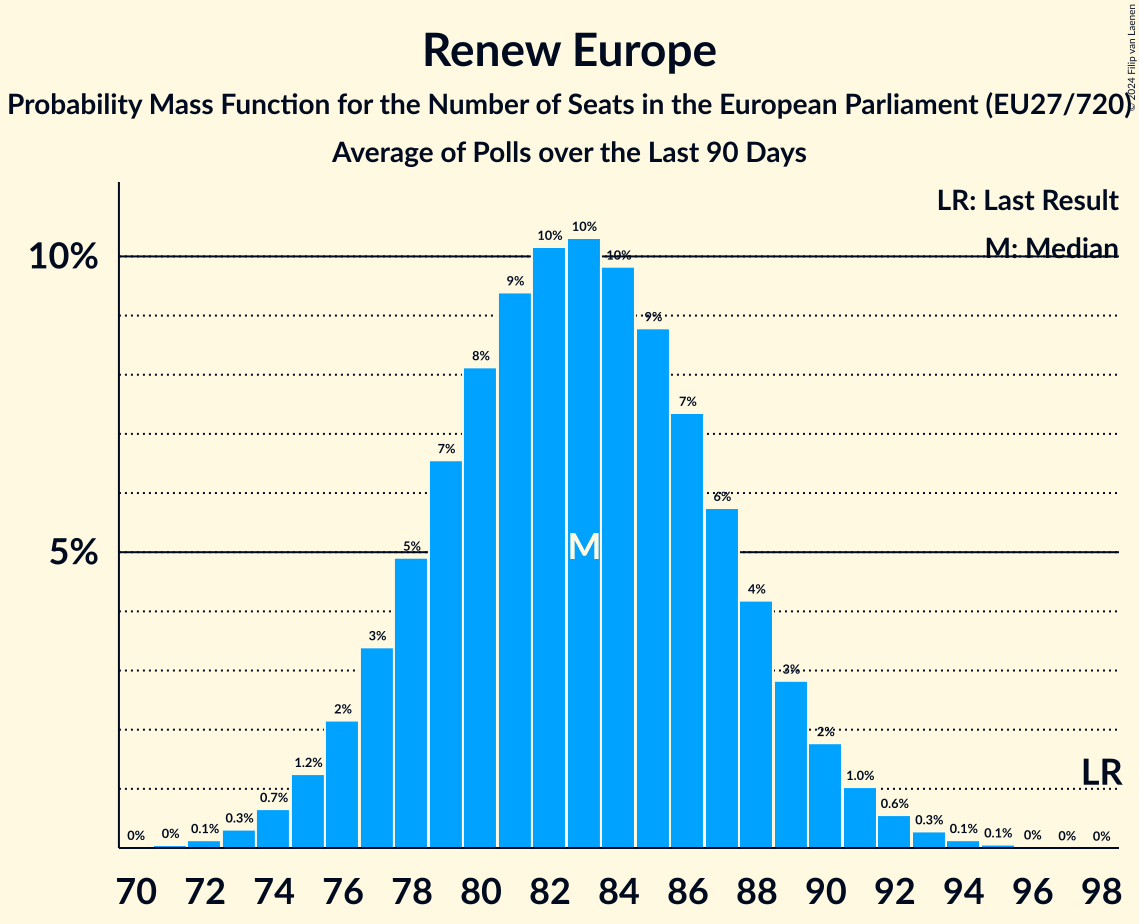 Renew Europe
Probability Mass Function for the Number of Seats in the European Parliament (EU27/720)
Average of Polls over the Last 90 Days
© 2024 Filip van Laenen
LR: Last Result
M: Median
10%
5%
0% 0% 0.1% 0.3% 0.7% 1.2% 2% 3% 5% 7% 8% 9% 10% 10% 10% 9% 7% 6% 4% 3% 2% 1.0% 0.6% 0.3% 0.1% 0.1% 0% 0% 0%
M
LR
70 72 74 76 78 80 82 84 86 88 90 92 94 96 98